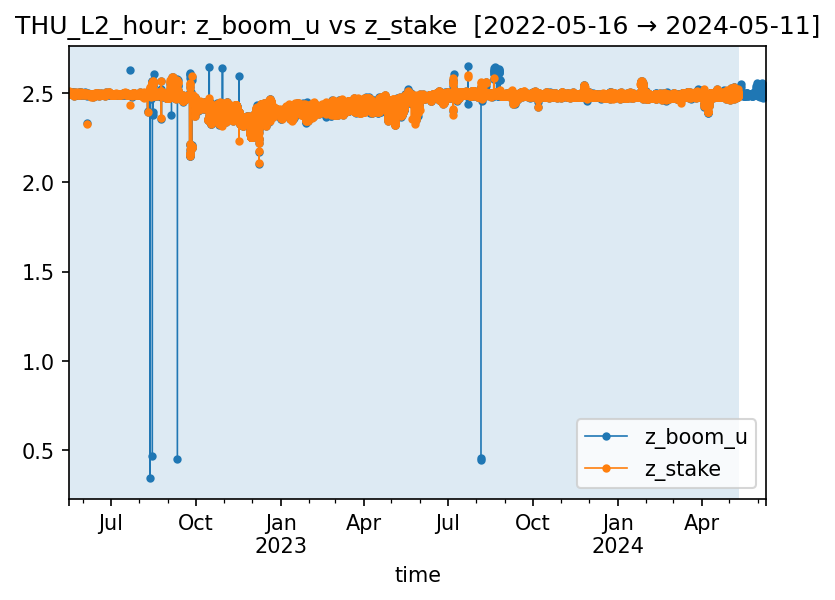 THU_L2_hour: z_boom_u vs z_stake [2022-05-16 → 2024-05-11]
2.5
2.0
1.5
1.0
0.5
z_boom_u
z_stake
Jul Oct Jan Apr Jul Oct Jan Apr
2023 2024
time